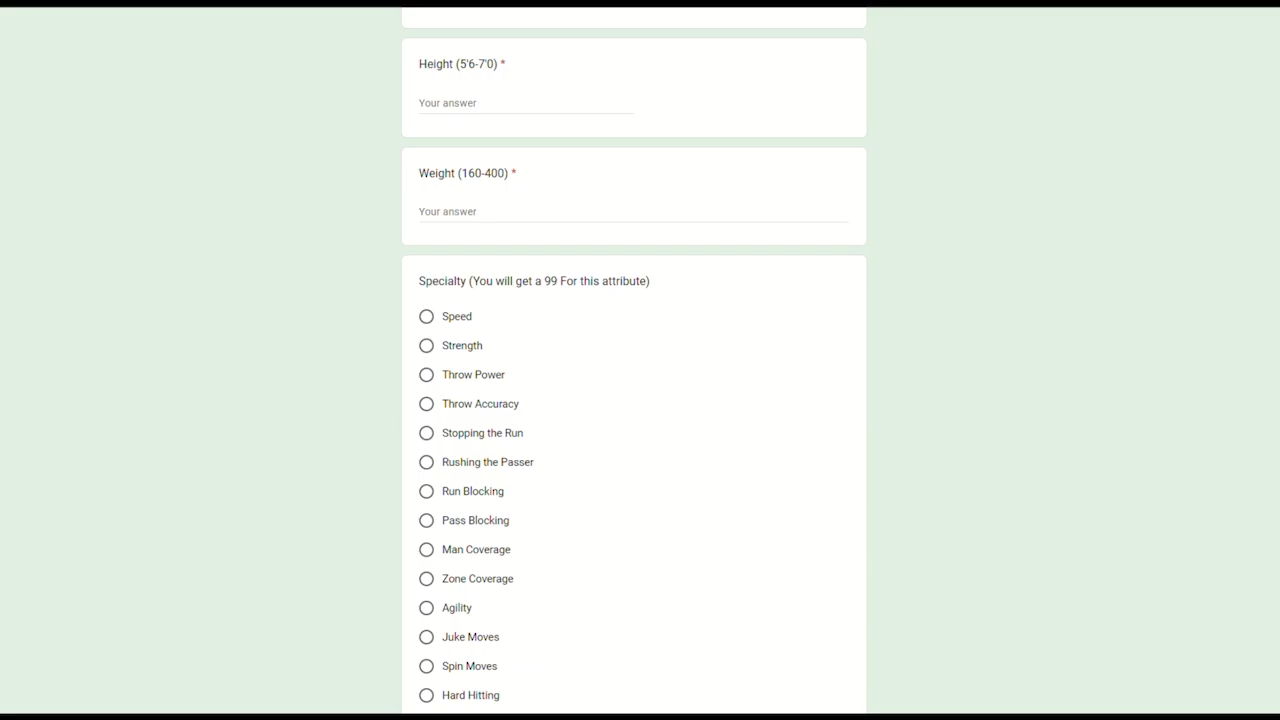 Height (5'6-7'0) *
Your answer
Weight (160-400) *
Your answer
Specialty (You will get a 99 For this attribute)
Speed
Strength
Throw Power
Throw Accuracy
Stopping the Run
Rushing the Passer
Run Blocking
Pass Blocking
Man Coverage
Zone Coverage
Agility
Juke Moves
Spin Moves
Hard Hitting